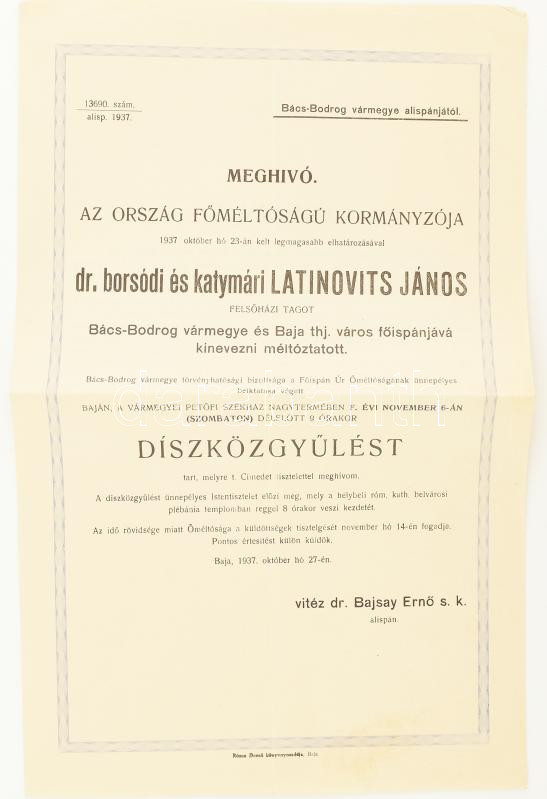 13690. szám.
alisp. 1937.
Bács-Bodrog vármegye alispánjától.
MEGHIVÓ.
AZ ORSZÁG FŐMÉLTÓSÁGÚ KORMÁNYZÓJA
1937 október hó 23-án kelt legmagasabb elhatározásával
dr. borsódi és katymári LATINOVITS JÁNOS
FELSŐHÁZI TAGOT
Bács-Bodrog vármegye és Baja thj. város főispánjává
kinevezni méltóztatott.
Bács-Bodrog vármegye törvényhatósági bizottsága a Főispán Úr Őméltóságának ünnepélyes
beiktatása végett
BAJÁN, A VÁRMEGYEI PETŐFI SZÉKHÁZ NAGYTERMÉBEN F. ÉVI NOVEMBER 6-ÁN
(SZOMBATON) DÉLELŐTT 9 ÓRAKOR
darabanth
DÍSZKÖZGYŰLÉST
tart, melyre t. Címedet tisztelettel meghívom.
A díszközgyűlést ünnepélyes Istentisztelet előzi meg, mely a helybeli róm. kath. belvárosi
plébánia templomban reggel 8 órakor veszi kezdetét.
Az idő rövidsége miatt Őméltósága a küldöttségek tisztelgését november hó 14-én fogadja.
Pontos értesítést külön küldök.
Baja, 1937. október hó 27-én.
vitéz dr. Bajsay Ernő s. k.
alispán.
Rónai Dezső könyvnyomdája, Baja